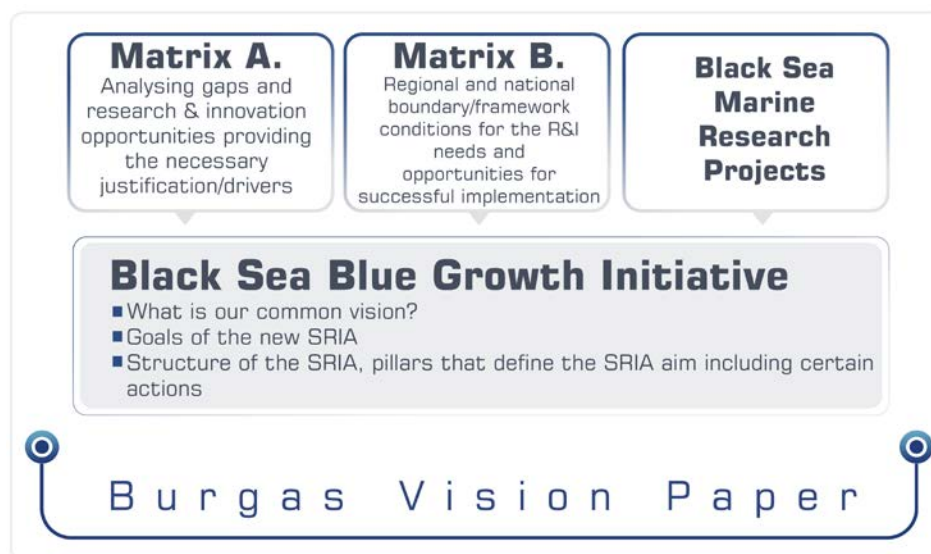 Matrix A.
Analysing gaps and
research & innovation
opportunities providing
the necessary
justification/drivers
Matrix B.
Regional and national
boundary/framework
conditions for the R&I
needs and
opportunities for
successful implementation
Black Sea
Marine
Research
Projects
Black Sea Blue Growth Initiative
What is our common vision?
Goals of the new SRIA
Structure of the SRIA, pillars that define the SRIA aim including certain
actions
Burgas Vision Paper